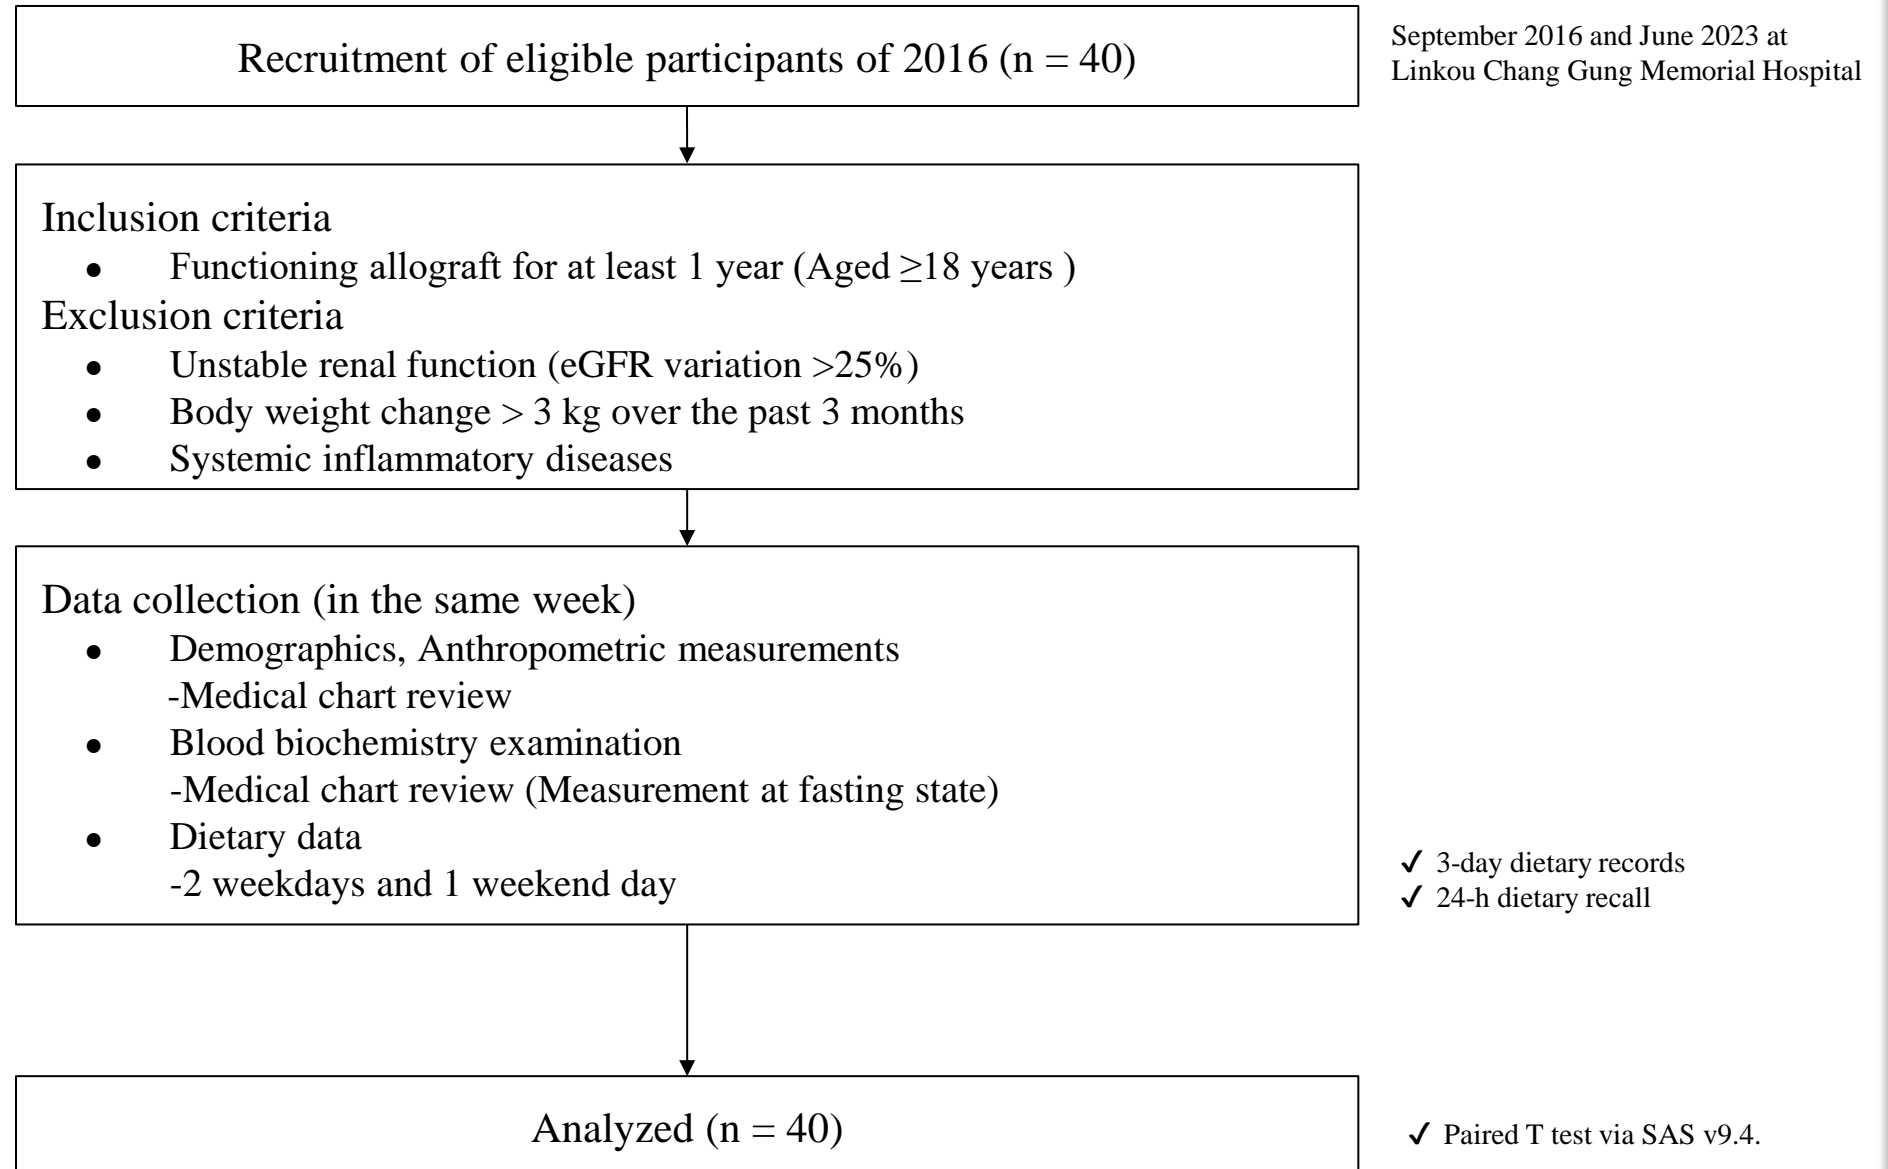 Recruitment of eligible participants of 2016 (n = 40)
September 2016 and June 2023 at
Linkou Chang Gung Memorial Hospital
Inclusion criteria
● Functioning allograft for at least 1 year (Aged ≥18 years )
Exclusion criteria
● Unstable renal function (eGFR variation >25%)
● Body weight change > 3 kg over the past 3 months
● Systemic inflammatory diseases
Data collection (in the same week)
● Demographics, Anthropometric measurements
-Medical chart review
● Blood biochemistry examination
-Medical chart review (Measurement at fasting state)
● Dietary data
-2 weekdays and 1 weekend day
✓ 3-day dietary records
✓ 24-h dietary recall
Analyzed (n = 40)
✓ Paired T test via SAS v9.4.